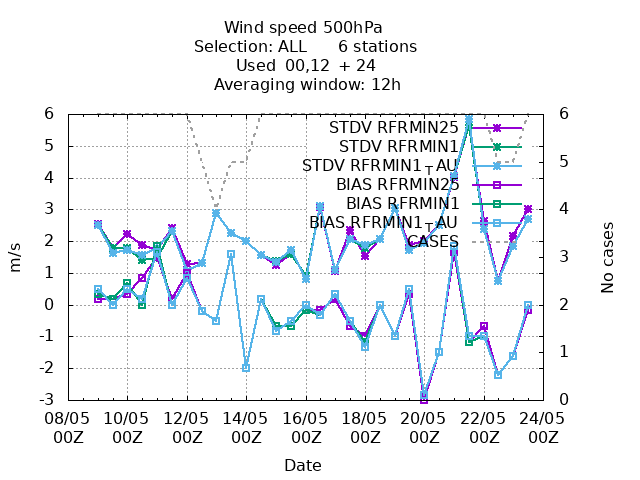 Wind speed 500hPa
Selection: ALL 6 stations
Used 00,12 + 24
Averaging window: 12h
STDV RFRMIN25
STDV RFRMIN1
STDV RFRMIN1TAU
BIAS RFRMIN25
BIAS RFRMIN1
BIAS RFRMIN1TAU
CASES
m/s
6
5
4
3
2
1
0
-1
-2
-3
No cases
6
5
4
3
2
1
0
08/05 10/05 12/05 14/05 16/05 18/05 20/05 22/05 24/05
00Z 00Z 00Z 00Z 00Z 00Z 00Z 00Z 00Z
Date